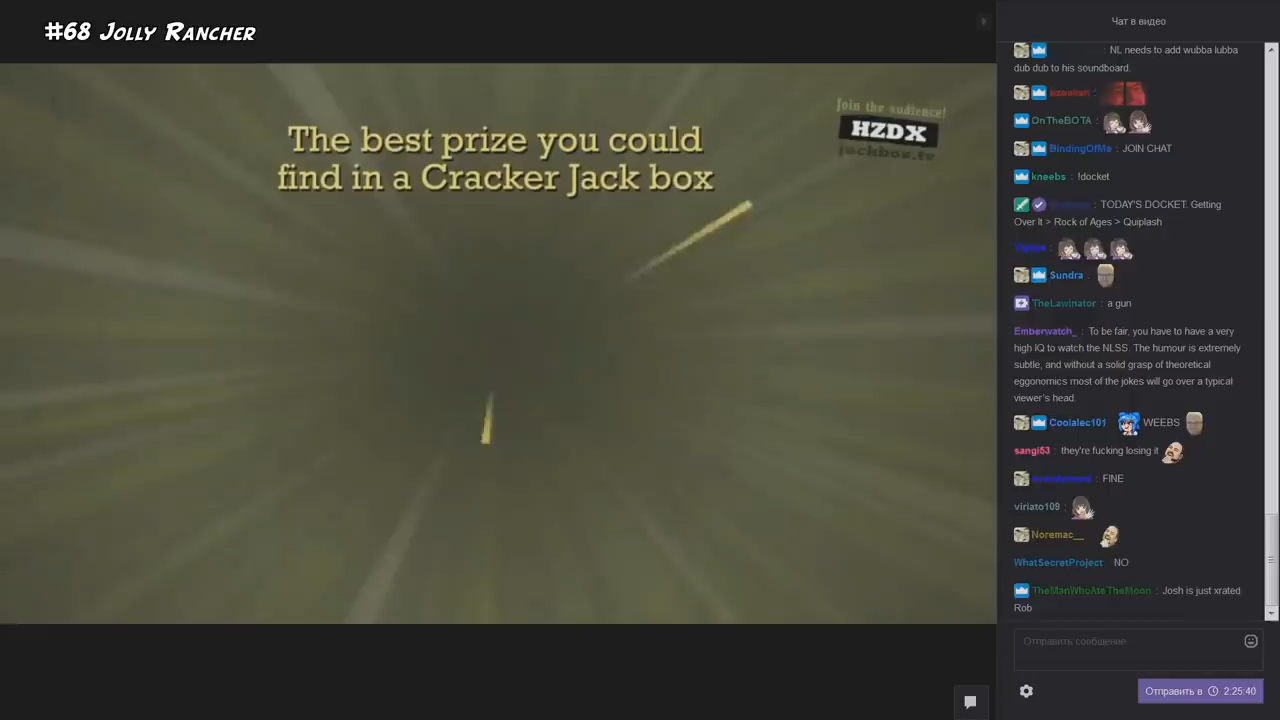 #68 Jolly Rancher
The best prize you could
find in a Cracker Jack box
Join the audience!
HZDX
jackbox.tv
Чат в видео
: NL needs to add wubba lubba
dub dub to his soundboard.
OnTheBOTA :
BindingOfMe : JOIN CHAT
kneebs : !docket
: TODAY'S DOCKET: Getting
Over It > Rock of Ages > Quiplash
Sundra :
TheLawinator : a gun
Emberwatch_ : To be fair, you have to have a very
high IQ to watch the NLSS. The humour is extremely
subtle, and without a solid grasp of theoretical
eggonomics most of the jokes will go over a typical
viewer's head.
Coolalec101 : WEEBS
sangi53 : they're fucking losing it
: FINE
viriato109 :
Noremac__ :
WhatSecretProject : NO
TheManWhoAteTheMoon : Josh is just xrated
Rob
Отправить сообщение
Отправить в 2:25:40